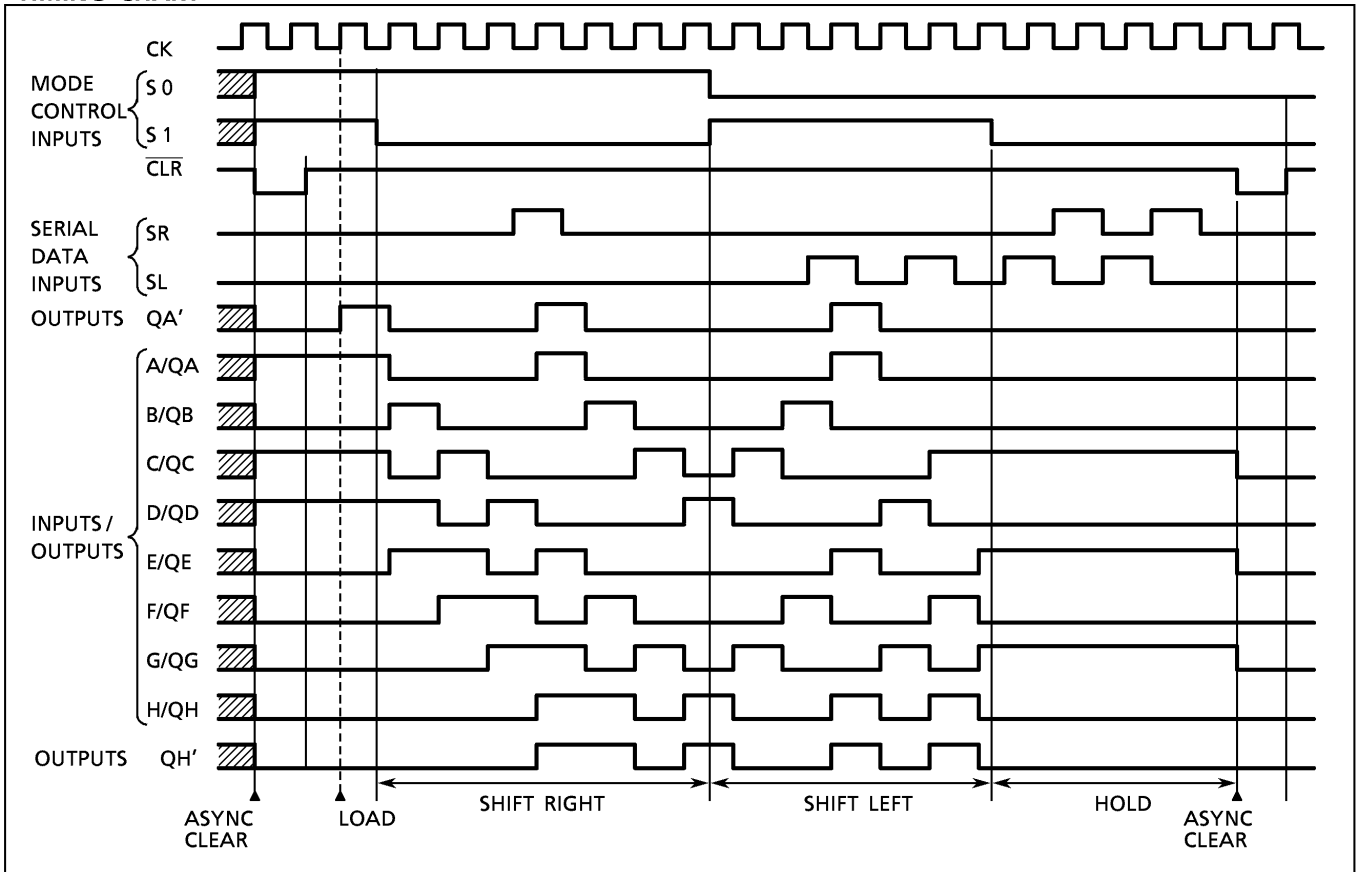 CK
MODE
CONTROL
INPUTS
S 0
S 1
CLR
SERIAL
DATA
INPUTS
SR
SL
OUTPUTS QA′
INPUTS /
OUTPUTS
A/QA
B/QB
C/QC
D/QD
E/QE
F/QF
G/QG
H/QH
OUTPUTS QH′
SHIFT RIGHT
SHIFT LEFT
HOLD
ASYNC
CLEAR
LOAD
ASYNC
CLEAR